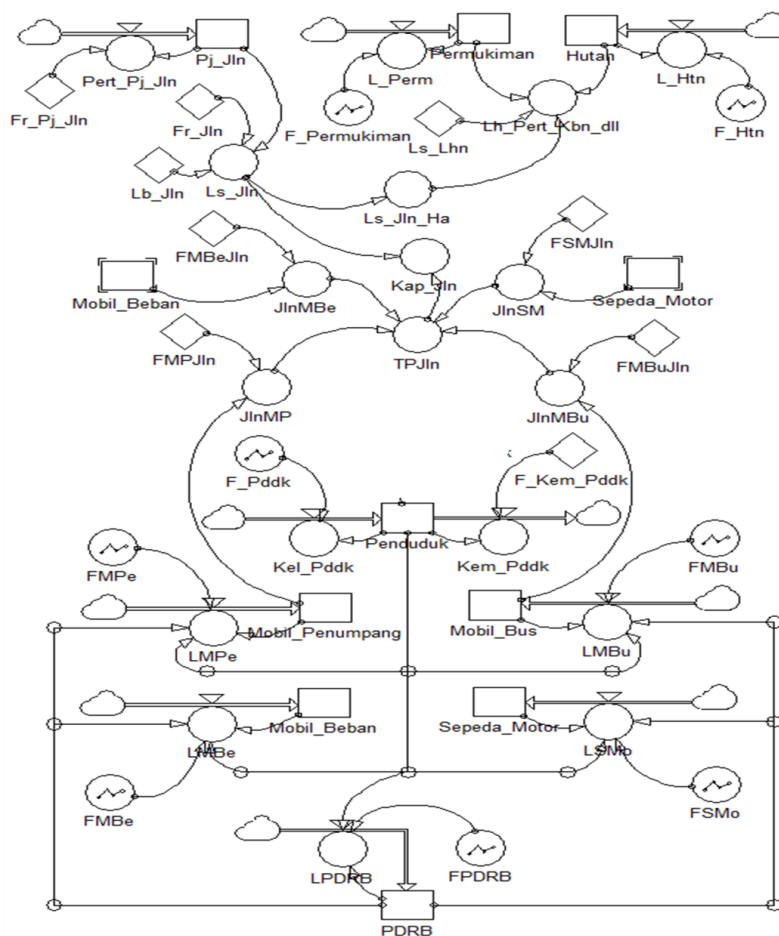 Pj_Jln
Permukiman
Hutan
Pert_Pj_Jln
L_Perm
L_Htn
Fr_Pj_Jln
Fr_Jln
F_Permukiman
Ls_Lhn
Lh_Pert_Kbn_dll
F_Htn
Lb_Jln
Ls_Jln
Ls_Jln_Ha
FMBeJln
FSMJln
Kap_Jln
Mobil_Beban
JlnMBe
JlnSM
Sepeda_Motor
FMPJln
TPJln
FMBuJln
JlnMP
JlnMBu
F_Pddk
F_Kem_Pddk
Penduduk
Kel_Pddk
Kem_Pddk
FMPe
FMBu
Mobil_Penumpang
Mobil_Bus
LMPe
LMBu
Mobil_Beban
Sepeda_Motor
LMBe
LSMo
FMBe
FSMo
LPDRB
FPDRB
PDRB